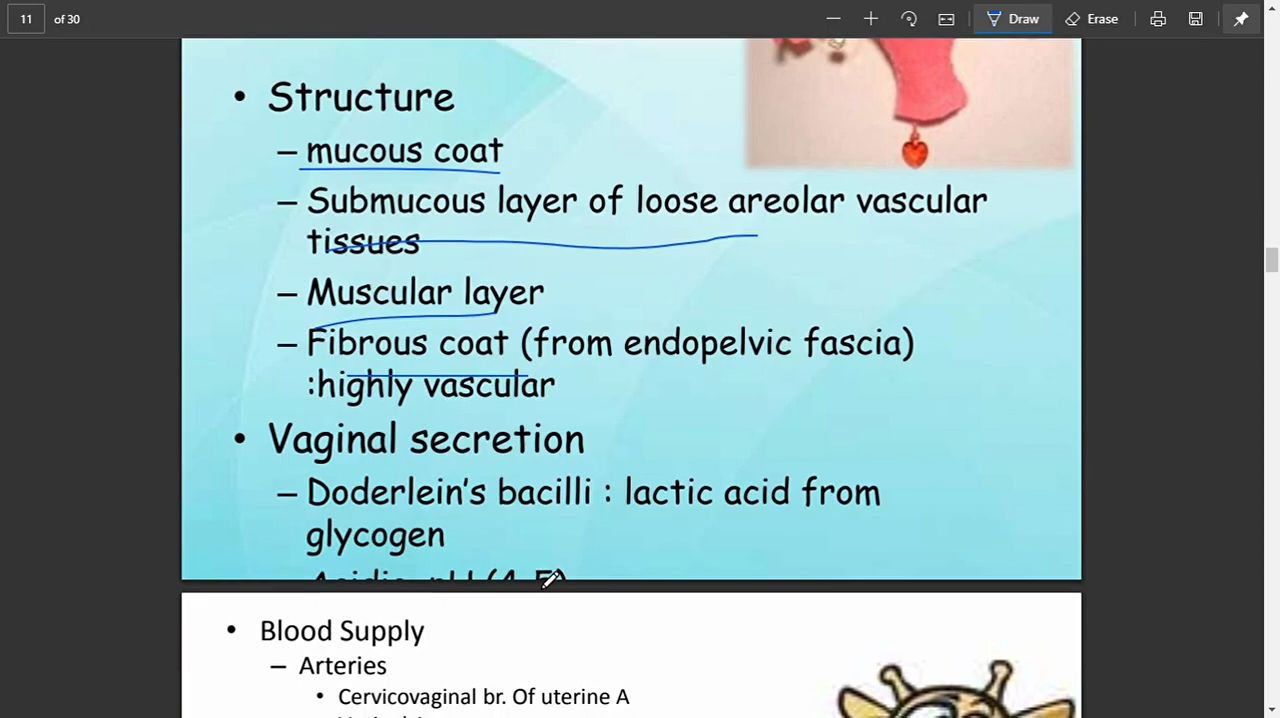 11 of 30
Draw
Erase
• Structure
– mucous coat
– Submucous layer of loose areolar vascular
tissues
– Muscular layer
– Fibrous coat (from endopelvic fascia)
:highly vascular
• Vaginal secretion
– Doderlein's bacilli : lactic acid from
glycogen
• Blood Supply
– Arteries
• Cervicovaginal br. Of uterine A